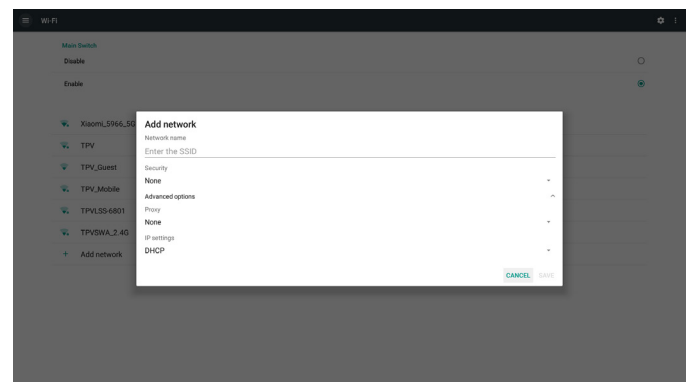 Wi-Fi
Main Switch
Disable
Enable
Xiaomi_5966_5G
TPV
TPV_Guest
TPV_Mobile
TPVLSS-6801
TPVSWA_2.4G
Add network
Add network
Network name
Enter the SSID
Security
None
Advanced options
Proxy
None
IP settings
DHCP
CANCEL SAVE